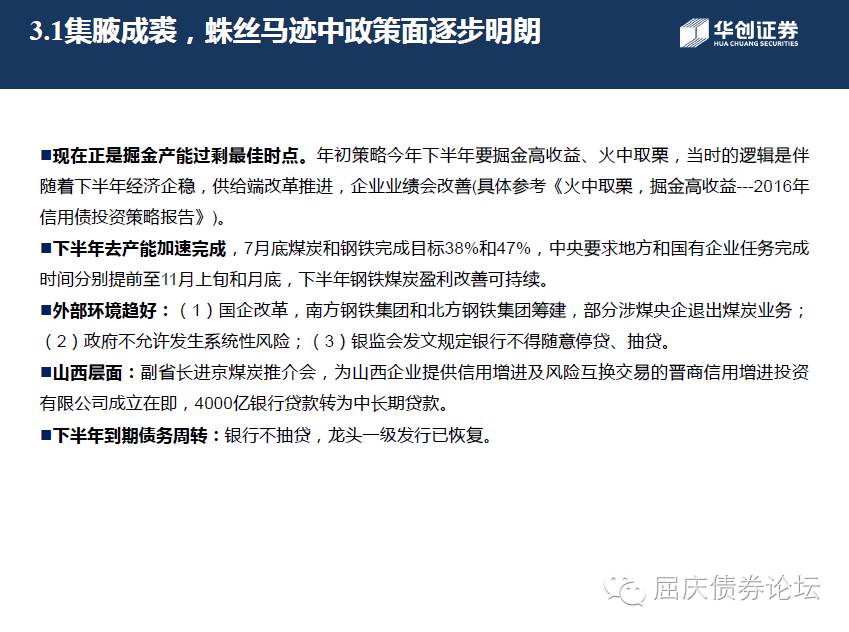 3.1集腋成裘，蛛丝马迹中政策面逐步明朗
华创证券
HUA CHUANG SECURITIES
■现在正是掘金产能过剩最佳时点。年初策略今年下半年要掘金高收益、火中取栗，当时的逻辑是伴
随着下半年经济企稳，供给端改革推进，企业业绩会改善(具体参考《火中取栗，掘金高收益---2016年
信用债投资策略报告》)。
■下半年去产能加速完成，7月底煤炭和钢铁完成目标38%和47%，中央要求地方和国有企业任务完成
时间分别提前至11月上旬和月底，下半年钢铁煤炭盈利改善可持续。
■外部环境趋好：（1）国企改革，南方钢铁集团和北方钢铁集团筹建，部分涉煤央企退出煤炭业务；
（2）政府不允许发生系统性风险；（3）银监会发文规定银行不得随意停贷、抽贷。
■山西层面：副省长进京煤炭推介会，为山西企业提供信用增进及风险互换交易的晋商信用增进投资
有限公司成立在即，4000亿银行贷款转为中长期贷款。
■下半年到期债务周转：银行不抽贷，龙头一级发行已恢复。
屈庆债券论坛